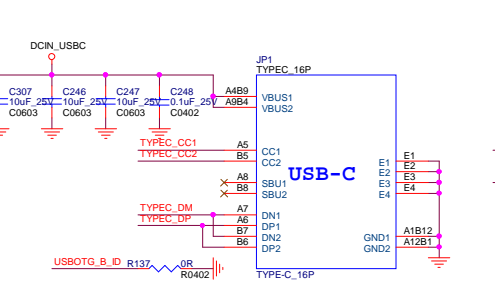 DCIN_USBC
JP1
TYPEC_16P
C307
10uF_25V
C0603
C246
10uF_25V
C0603
C247
10uF_25V
C0603
C248
0.1uF_25V
C0402
A4B9
A9B4
VBUS1
VBUS2
TYPEC_CC1
TYPEC_CC2
A5
B5
CC1
CC2
USB-C
A8
B8
SBU1
SBU2
E1
E2
E3
E4
E1
E2
E3
E4
TYPEC_DM
TYPEC_DP
A7
A6
B7
B6
DN1
DP1
DN2
DP2
GND1
GND2
A1B12
A12B1
USBOTG_B_ID
R137
0R
R0402
TYPE-C_16P